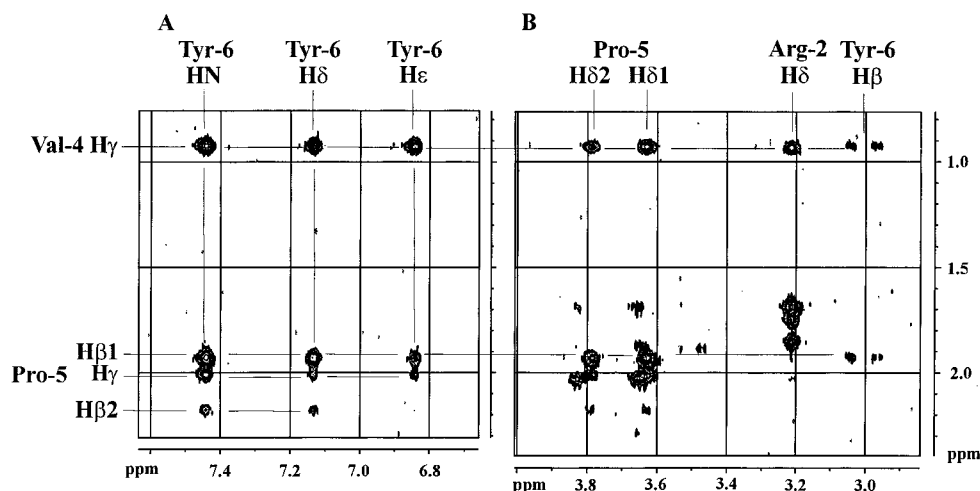 A
Tyr-6 Tyr-6 Tyr-6
HN Hδ Hε
Val-4 Hγ
Hβ1
Pro-5 Hγ
Hβ2
ppm 7.4 7.2 7.0 6.8
B
Pro-5 Arg-2 Tyr-6
Hδ2 Hδ1 Hδ Hβ
1.0
1.5
2.0
ppm
ppm 3.8 3.6 3.4 3.2 3.0